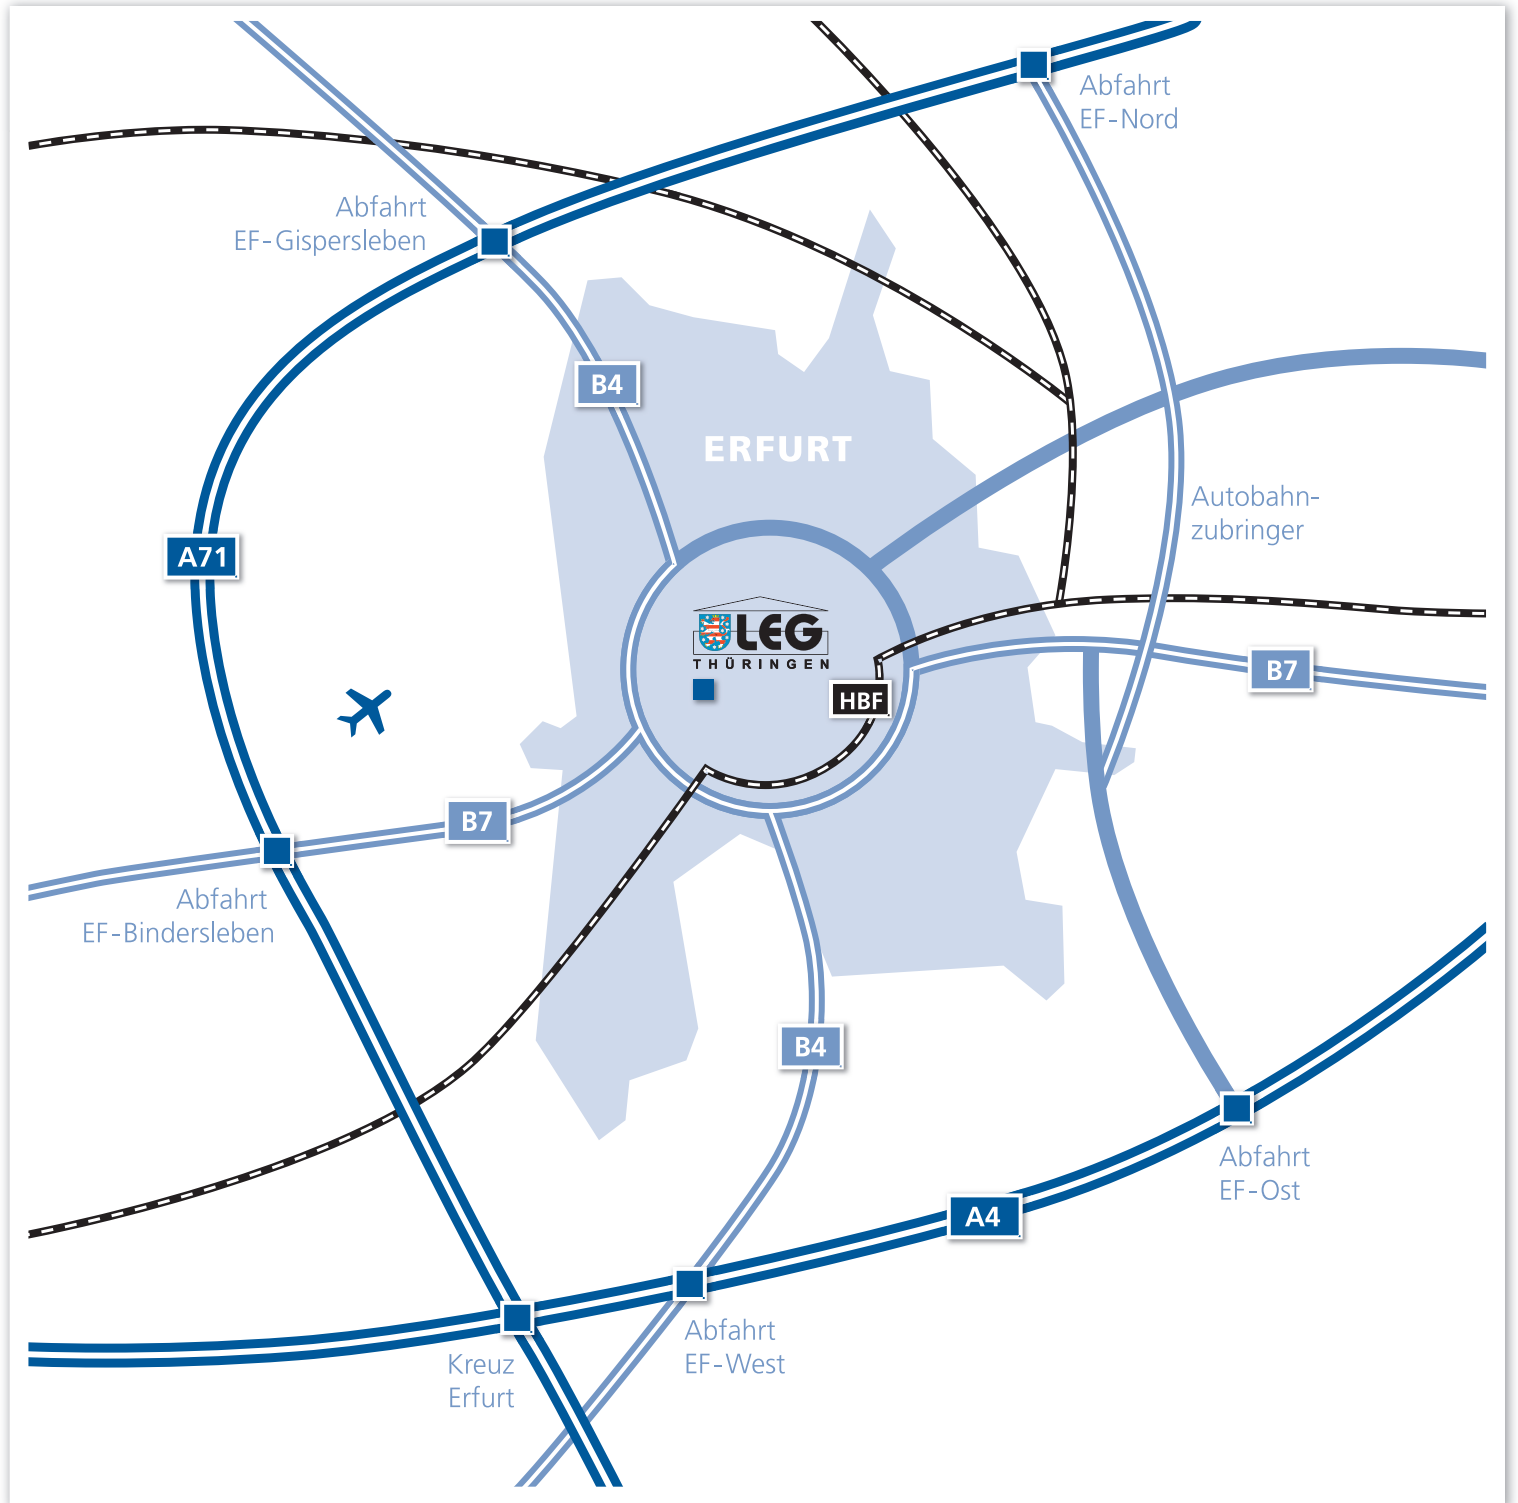 Abfahrt
EF-Nord
Abfahrt
EF-Gispersleben
B4
ERFURT
Autobahn-
zubringer
A71
LEG
THÜRINGEN
HBF
B7
B7
Abfahrt
EF-Bindersleben
B4
Abfahrt
EF-Ost
A4
Abfahrt
EF-West
Kreuz
Erfurt